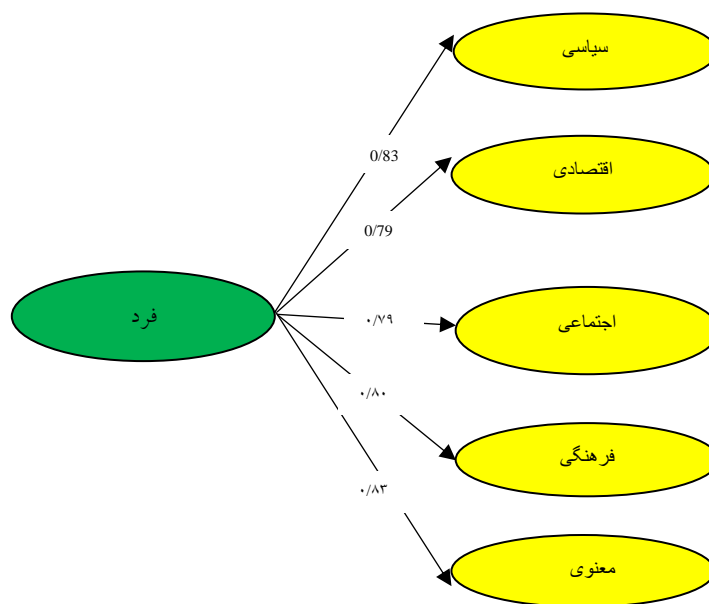 سیاسی
0/83
اقتصادی
0/79
فرد
۰/۷۹
اجتماعی
۰/۸۰
فرهنگی
۰/۸۳
معنوی